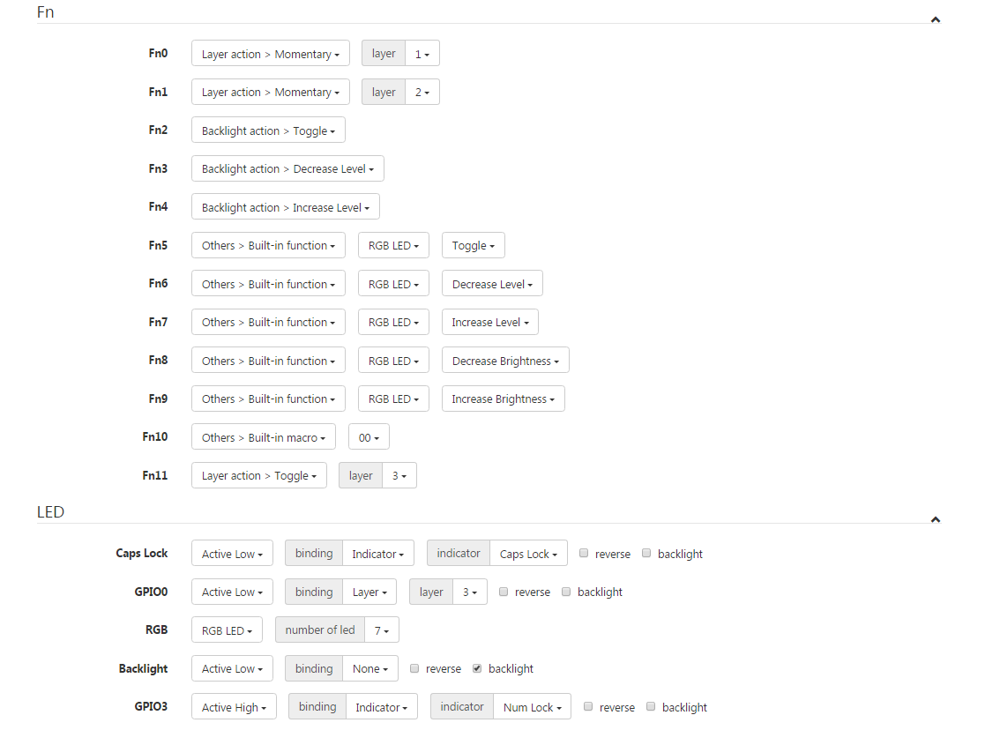 Fn
Fn0 Layer action > Momentary layer 1
Fn1 Layer action > Momentary layer 2
Fn2 Backlight action > Toggle
Fn3 Backlight action > Decrease Level
Fn4 Backlight action > Increase Level
Fn5 Others > Built-in function RGB LED Toggle
Fn6 Others > Built-in function RGB LED Decrease Level
Fn7 Others > Built-in function RGB LED Increase Level
Fn8 Others > Built-in function RGB LED Decrease Brightness
Fn9 Others > Built-in function RGB LED Increase Brightness
Fn10 Others > Built-in macro 00
Fn11 Layer action > Toggle layer 3
LED
Caps Lock Active Low binding Indicator indicator Caps Lock reverse backlight
GPIO0 Active Low binding Layer layer 3 reverse backlight
RGB RGB LED number of led 7
Backlight Active Low binding None reverse backlight
GPIO3 Active High binding Indicator indicator Num Lock reverse backlight